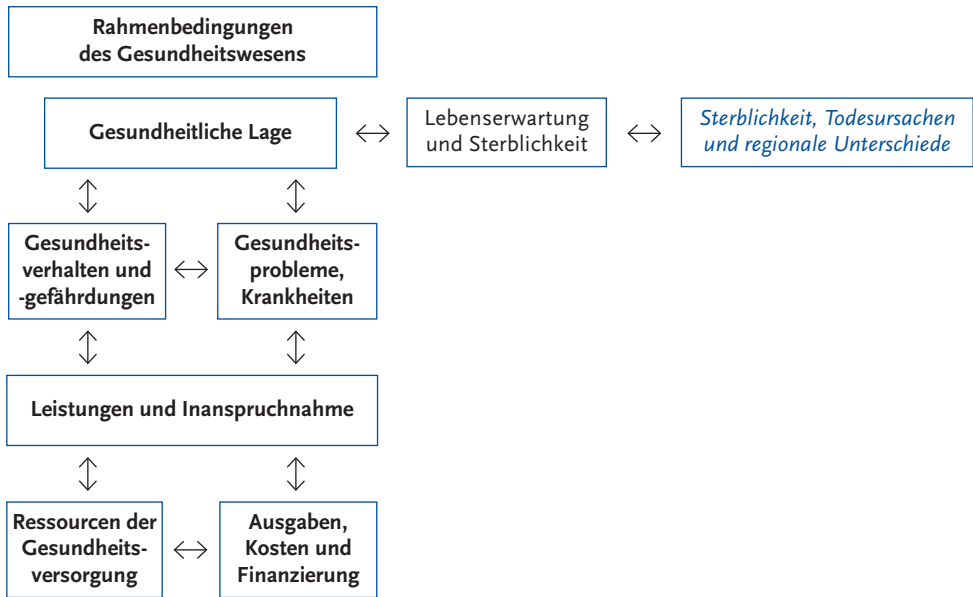 Rahmenbedingungen
des Gesundheitswesens
Gesundheitliche Lage
Lebenserwartung
und Sterblichkeit
Sterblichkeit, Todesursachen
und regionale Unterschiede
Gesundheits-
verhalten und
-gefährdungen
Gesundheits-
probleme,
Krankheiten
Leistungen und Inanspruchnahme
Ressourcen der
Gesundheits-
versorgung
Ausgaben,
Kosten und
Finanzierung